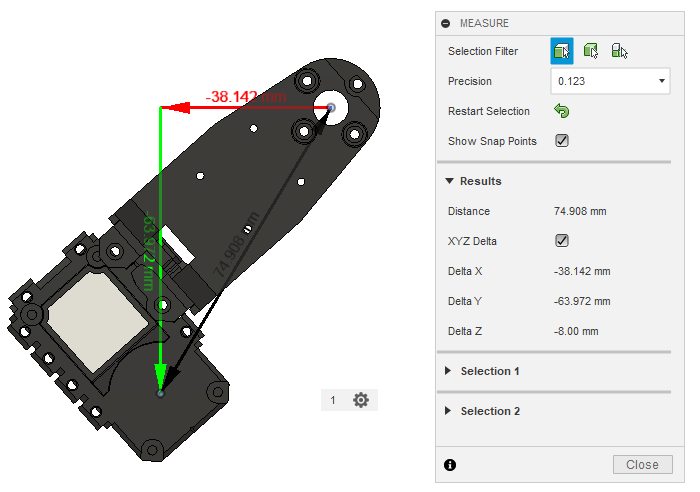 -38.142 mm
63.972 mm
74.908 mm
1
MEASURE
Selection Filter
Precision 0.123
Restart Selection
Show Snap Points
Results
Distance 74.908 mm
XYZ Delta
Delta X -38.142 mm
Delta Y -63.972 mm
Delta Z -8.00 mm
Selection 1
Selection 2
Close